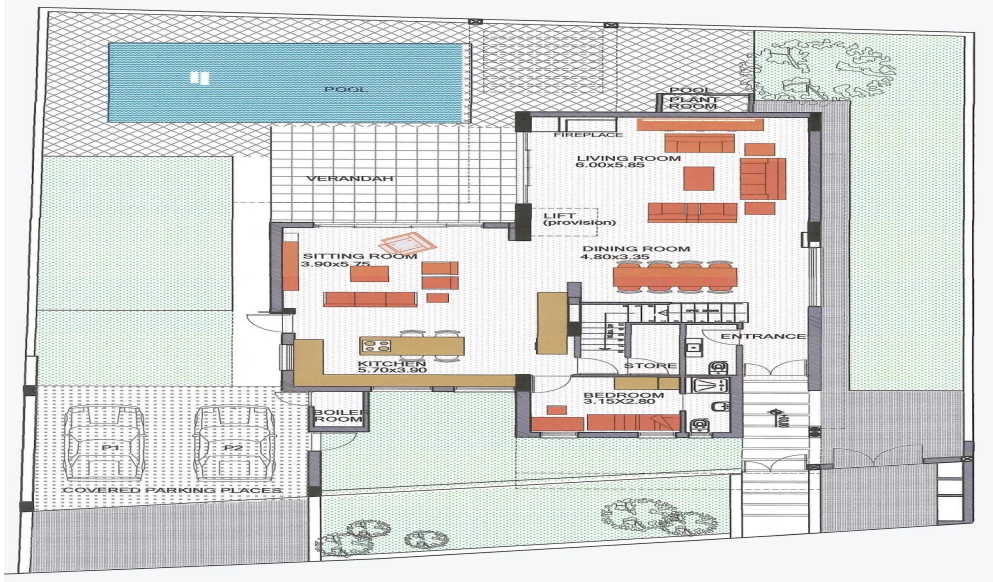 POOL
POOL
PLANT
ROOM
FIREPLACE
LIVING ROOM
6.00x5.85
VERANDAH
LIFT
(provision)
SITTING ROOM
3.90x5.75
DINING ROOM
4.80x3.35
ENTRANCE
KITCHEN
5.70x3.90
STORE
BEDROOM
3.15X2.80
BOILER
ROOM
P1
P2
COVERED PARKING PLACES